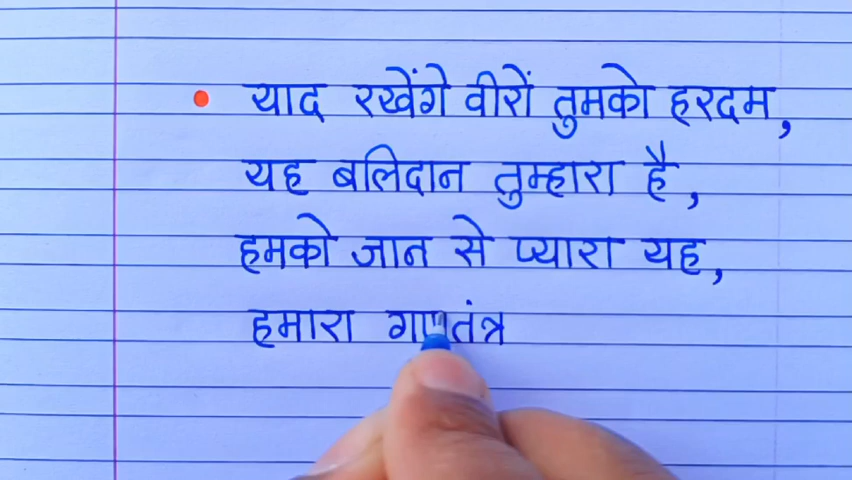 याद रखेंगे वीरों तुमको हरदम,
यह बलिदान तुम्हारा है,
हमको जान से प्यारा यह,
हमारा गणतंत्र